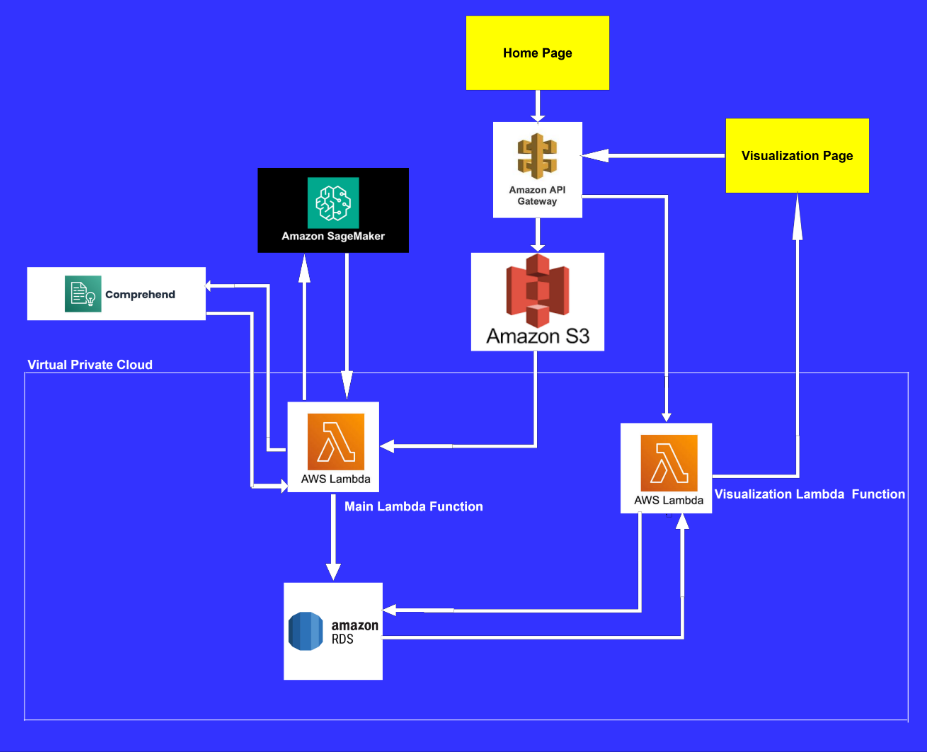 Home Page
Visualization Page
Amazon API
Gateway
Amazon SageMaker
Comprehend
Amazon S3
Virtual Private Cloud
AWS Lambda
Main Lambda Function
AWS Lambda
Visualization Lambda Function
amazon
RDS